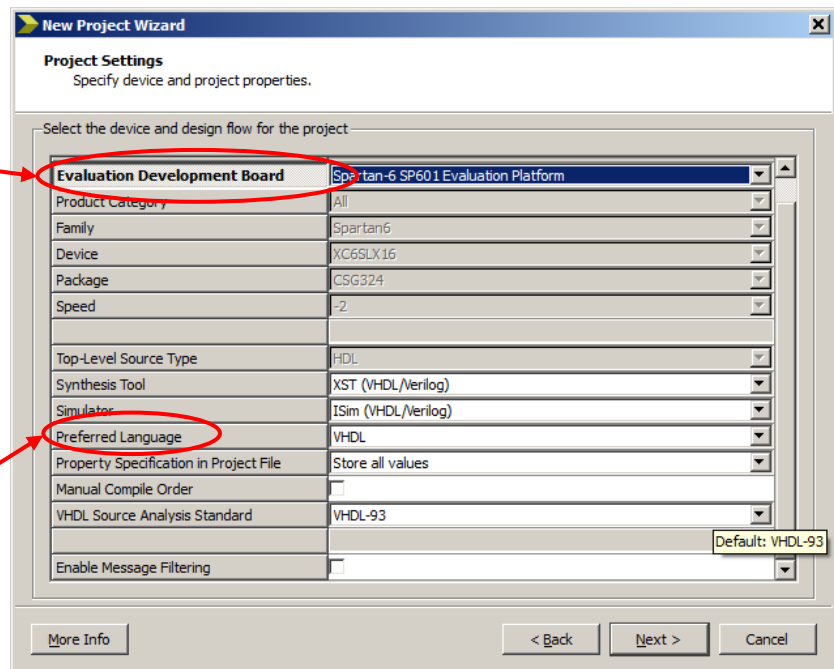 New Project Wizard
Project Settings
Specify device and project properties.
Select the device and design flow for the project
Evaluation Development Board Spartan-6 SP601 Evaluation Platform
Product Category All
Family Spartan6
Device XC6SLX16
Package CSG324
Speed -2
Top-Level Source Type HDL
Synthesis Tool XST (VHDL/Verilog)
Simulator ISim (VHDL/Verilog)
Preferred Language VHDL
Property Specification in Project File Store all values
Manual Compile Order
VHDL Source Analysis Standard VHDL-93
Default: VHDL-93
Enable Message Filtering
More Info < Back Next > Cancel